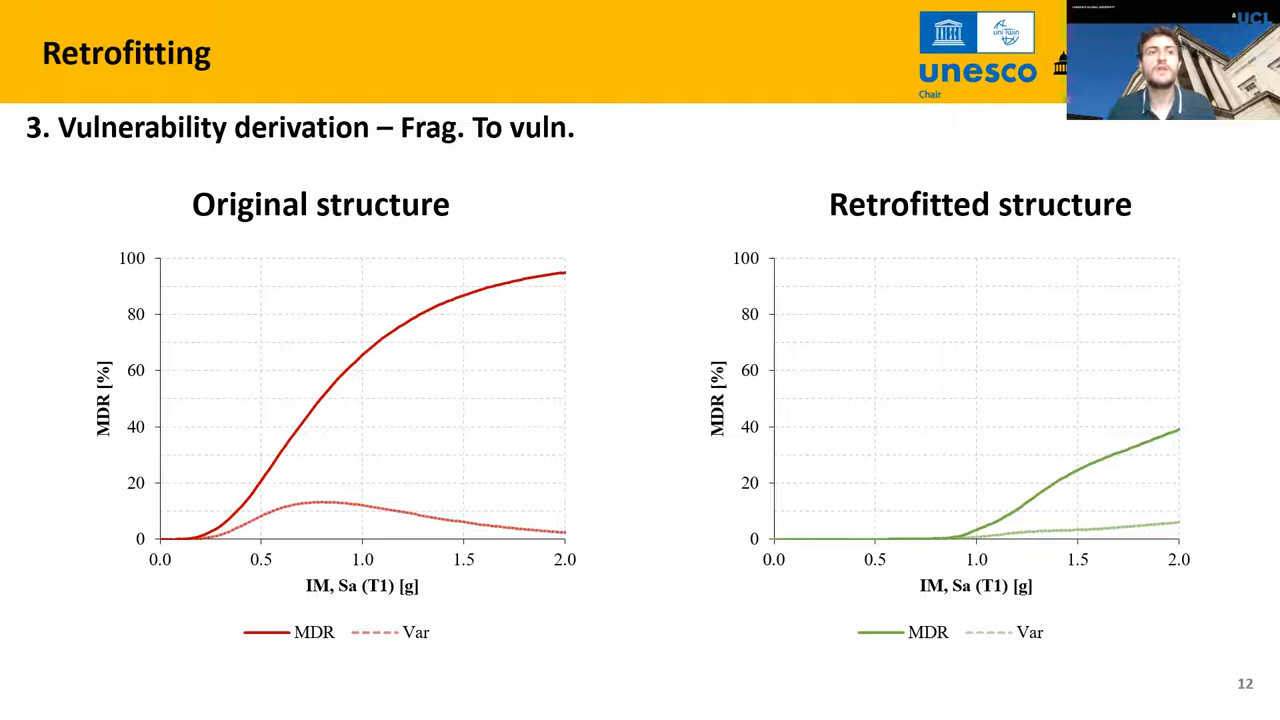 Retrofitting
UNI TWIN
unesco
Chair
UCL
3. Vulnerability derivation – Frag. To vuln.
Original structure
100
80
60
40
20
0
MDR [%]
0.0 0.5 1.0 1.5 2.0
IM, Sa (T1) [g]
MDR Var
Retrofitted structure
100
80
60
40
20
0
MDR [%]
0.0 0.5 1.0 1.5 2.0
IM, Sa (T1) [g]
MDR Var
12